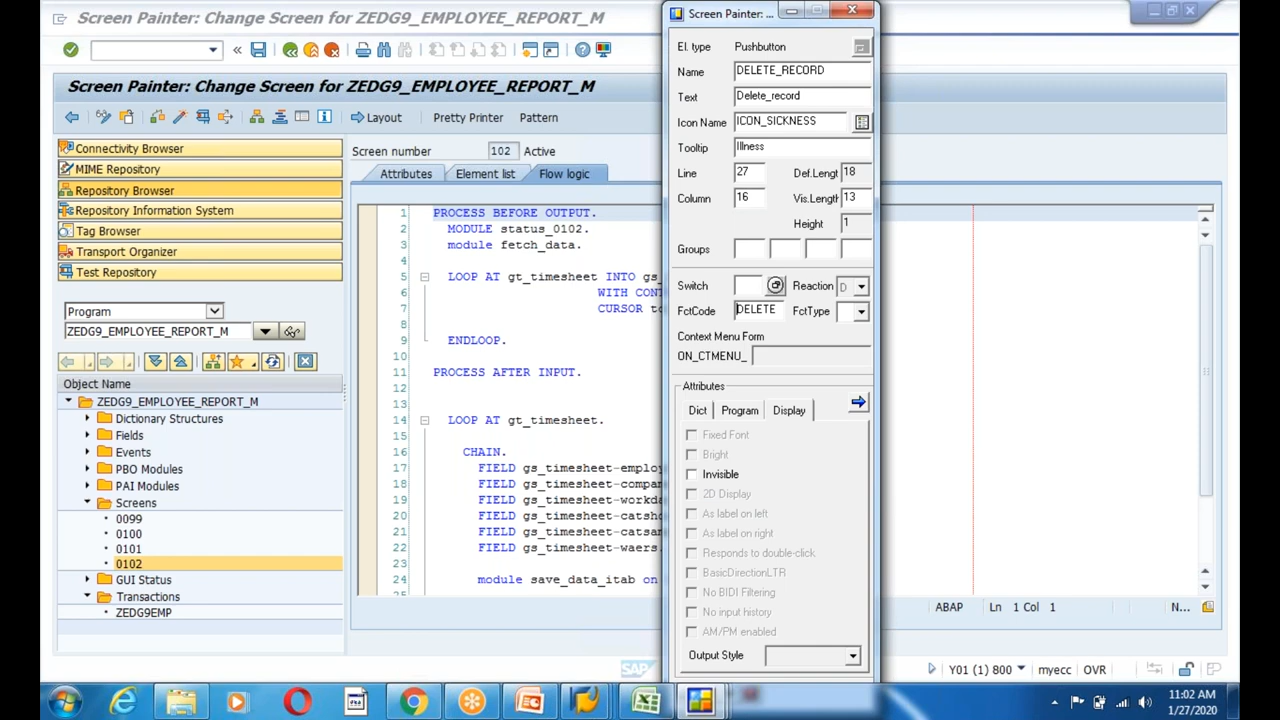 Screen Painter: Change Screen for ZEDG9_EMPLOYEE_REPORT_M
Screen Painter: ...
Screen Painter: Change Screen for ZEDG9_EMPLOYEE_REPORT_M
Layout
Pretty Printer
Pattern
Connectivity Browser
MIME Repository
Repository Browser
Repository Information System
Tag Browser
Transport Organizer
Test Repository
Program
ZEDG9_EMPLOYEE_REPORT_M
Object Name
ZEDG9_EMPLOYEE_REPORT_M
Dictionary Structures
Fields
Events
PBO Modules
PAI Modules
Screens
0099
0100
0101
0102
GUI Status
Transactions
ZEDG9EMP
Screen number 102 Active
Attributes Element list Flow logic
1 PROCESS BEFORE OUTPUT.
2 MODULE status_0102.
3 module fetch_data.
4
5 LOOP AT gt_timesheet INTO gs_
6 WITH CONT
7 CURSOR to
8
9 ENDLOOP.
10
11 PROCESS AFTER INPUT.
12
13
14 LOOP AT gt_timesheet.
15
16 CHAIN.
17 FIELD gs_timesheet-employ
18 FIELD gs_timesheet-compan
19 FIELD gs_timesheet-workda
20 FIELD gs_timesheet-catsho
21 FIELD gs_timesheet-catsam
22 FIELD gs_timesheet-waers.
23
24 module save_data_itab on
25
El. type Pushbutton
Name DELETE_RECORD
Text Delete_record
Icon Name ICON_SICKNESS
Tooltip Illness
Line 27 Def.Lengt 18
Column 16 Vis.Length 13
Height 1
Groups
Switch Reaction D
FctCode DELETE FctType
Context Menu Form
ON_CTMENU_
Attributes
Dict Program Display
Fixed Font
Bright
Invisible
2D Display
As label on left
As label on right
Responds to double-click
BasicDirectionLTR
No BIDI Filtering
No input history
AM/PM enabled
Output Style
ABAP Ln 1 Col 1 N...
SAP
Y01 (1) 800 myecc OVR
11:02 AM
1/27/2020